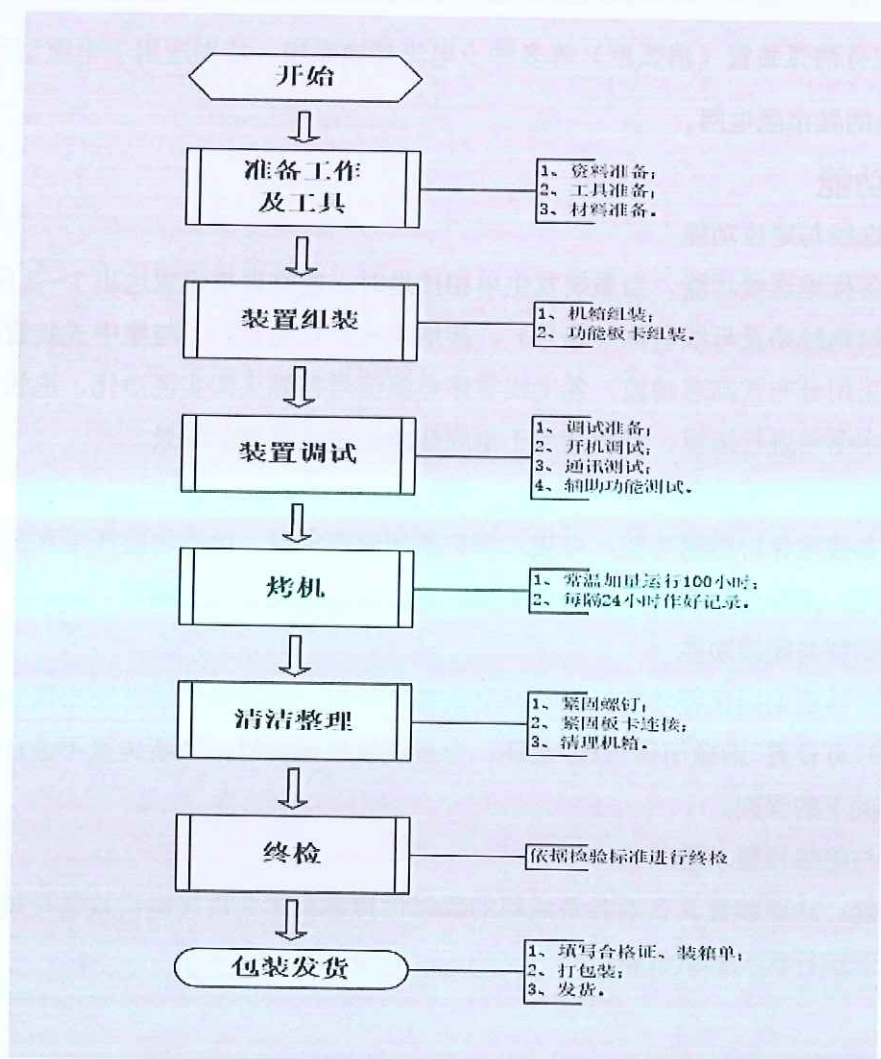 开始
准备工作
及工具
1、资料准备；
2、工具准备；
3、材料准备。
装置组装
1、机箱组装；
2、功能板卡组装。
装置调试
1、调试准备；
2、开机调试；
3、通讯测试；
4、辅助功能测试。
烤机
1、常温加量运行100小时；
2、每隔24小时作好记录。
清洁整理
1、紧固螺钉；
2、紧固板卡连接；
3、清理机箱。
终检
依据检验标准进行终检
包装发货
1、填写合格证、装箱单；
2、打包装；
3、发货。